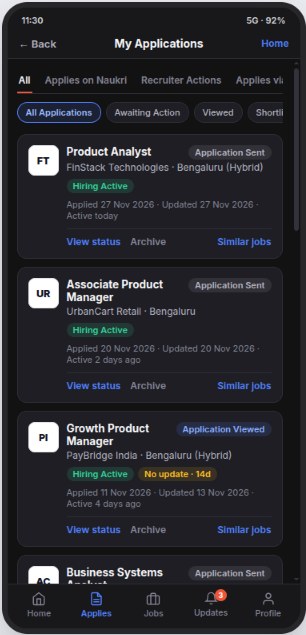 11:30
5G · 92%
← Back
My Applications
Home
All
Applies on Naukri
Recruiter Actions
Applies via
All Applications
Awaiting Action
Viewed
Shortli
FT
Product Analyst
Application Sent
FinStack Technologies · Bengaluru (Hybrid)
Hiring Active
Applied 27 Nov 2026 · Updated 27 Nov 2026 ·
Active today
View status
Archive
Similar jobs
UR
Associate Product
Manager
Application Sent
UrbanCart Retail · Bengaluru
Hiring Active
Applied 20 Nov 2026 · Updated 20 Nov 2026 ·
Active 2 days ago
View status
Archive
Similar jobs
PI
Growth Product
Manager
Application Viewed
PayBridge India · Bengaluru (Hybrid)
Hiring Active
No update · 14d
Applied 11 Nov 2026 · Updated 13 Nov 2026 ·
Active 4 days ago
View status
Archive
Similar jobs
AC
Business Systems
Analyst
Application Sent
Home
Applies
Jobs
3
Updates
Profile